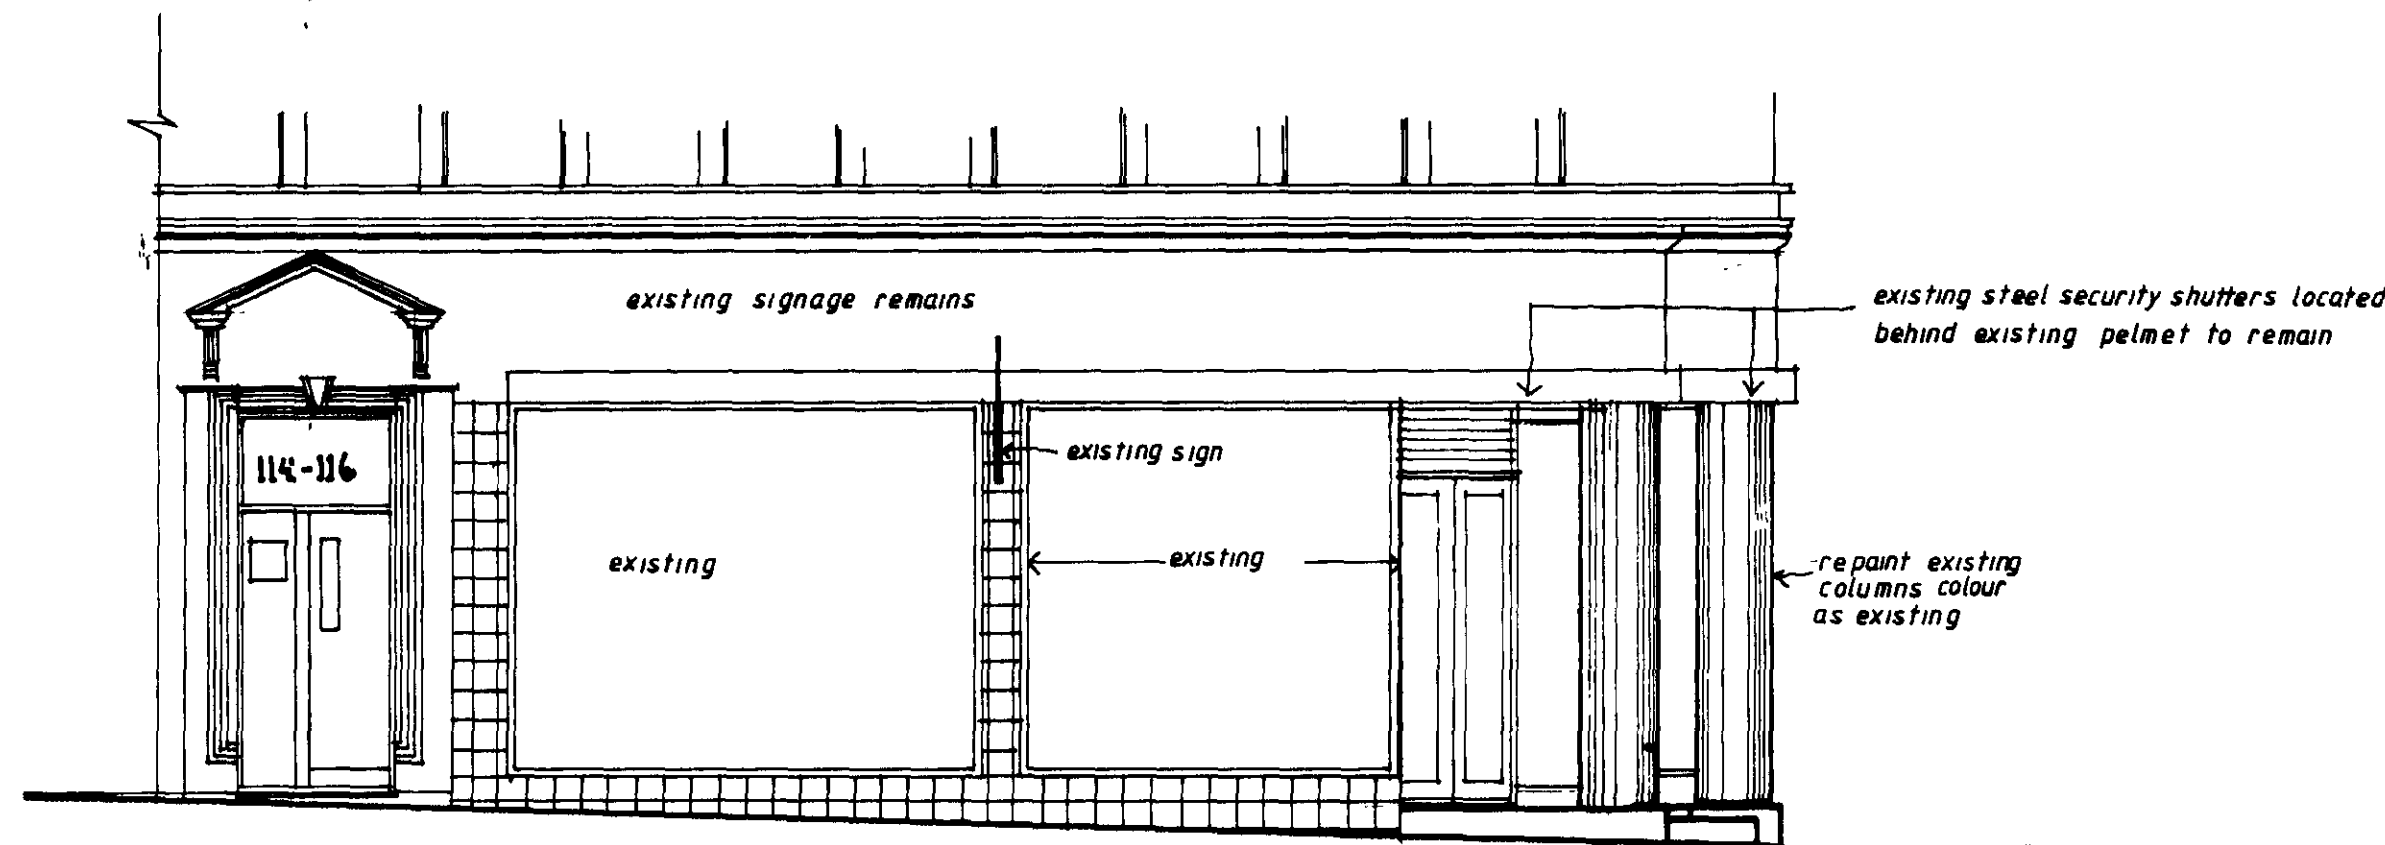 existing signage remains
existing steel security shutters located
behind existing pelmet to remain
existing sign
114-116
existing
existing
repaint existing
columns colour
as existing